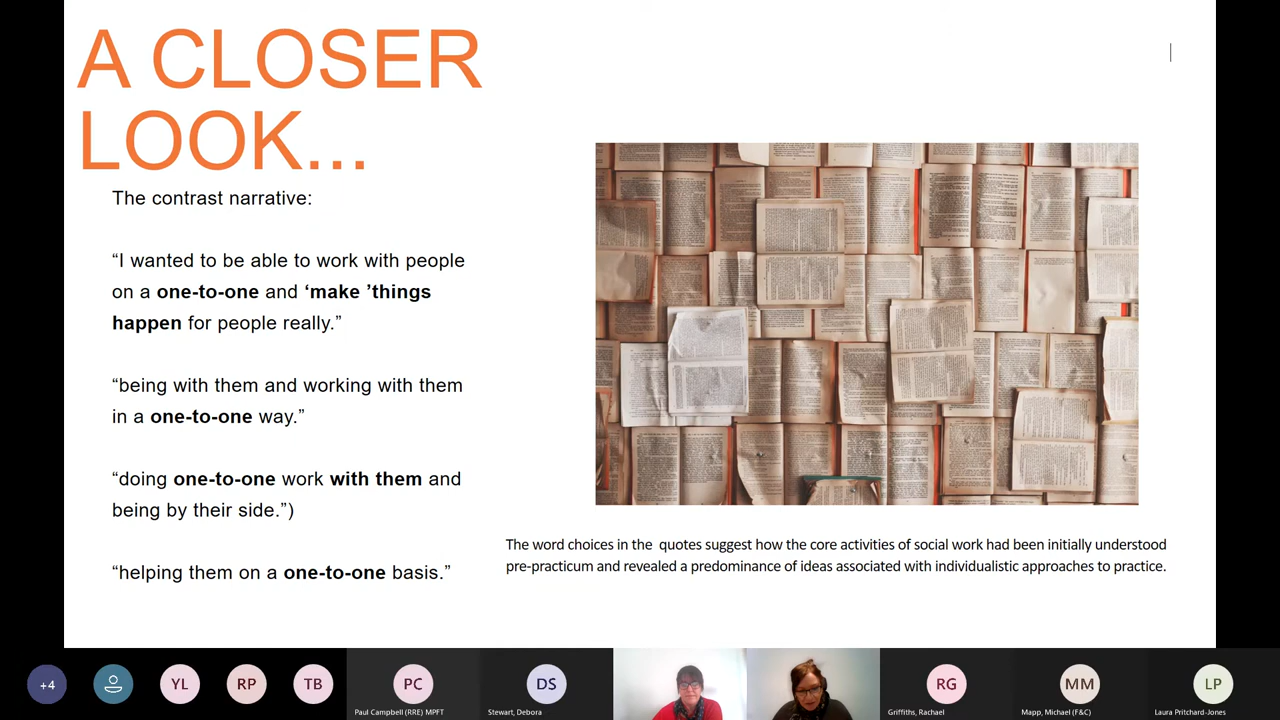 A CLOSER
LOOK...
The contrast narrative:
“I wanted to be able to work with people
on a one-to-one and ‘make ’things
happen for people really.”
“being with them and working with them
in a one-to-one way.”
“doing one-to-one work with them and
being by their side.”)
“helping them on a one-to-one basis.”
The word choices in the  quotes suggest how the core activities of social work had been initially understood
pre-practicum and revealed a predominance of ideas associated with individualistic approaches to practice.
+4
YL
RP
TB
PC
DS
RG
MM
LP
Paul Campbell (RRE) MPFT
Stewart, Debora
Griffiths, Rachael
Mapp, Michael (F&C)
Laura Pritchard-Jones